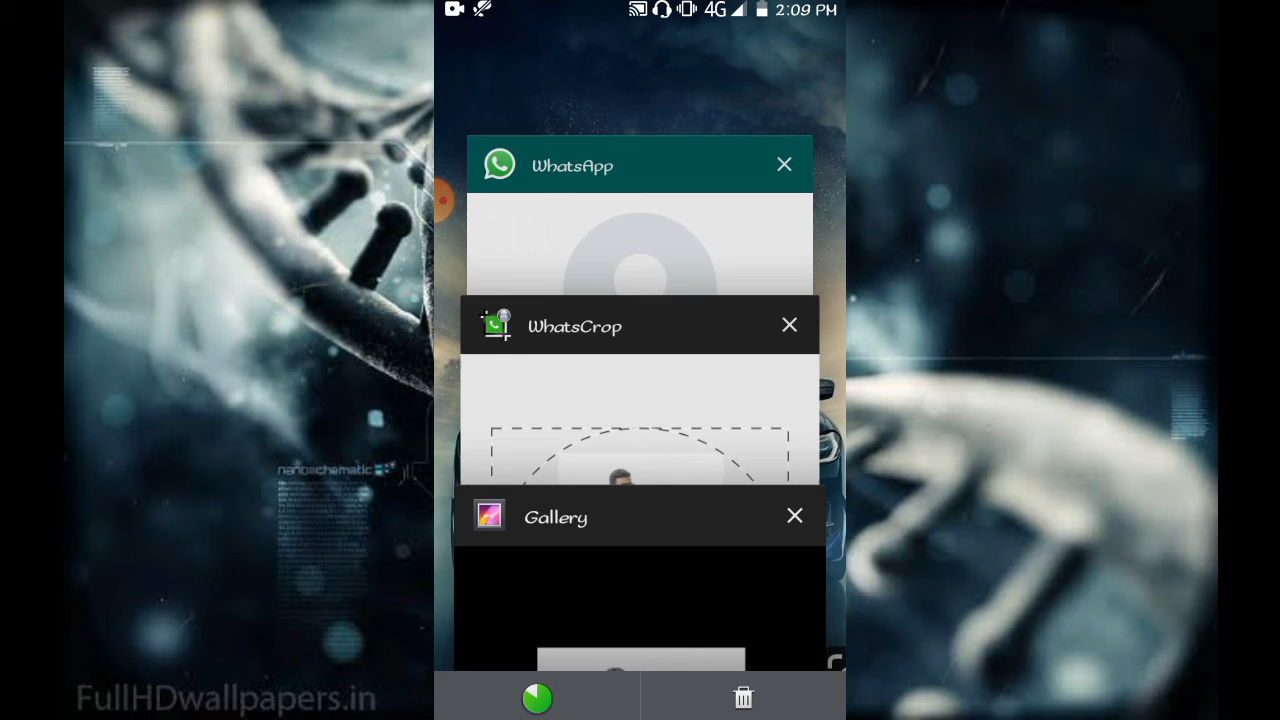 4G 2:09 PM
WhatsApp
WhatsCrop
Gallery
nanoschematic
FullHDwallpapers.in